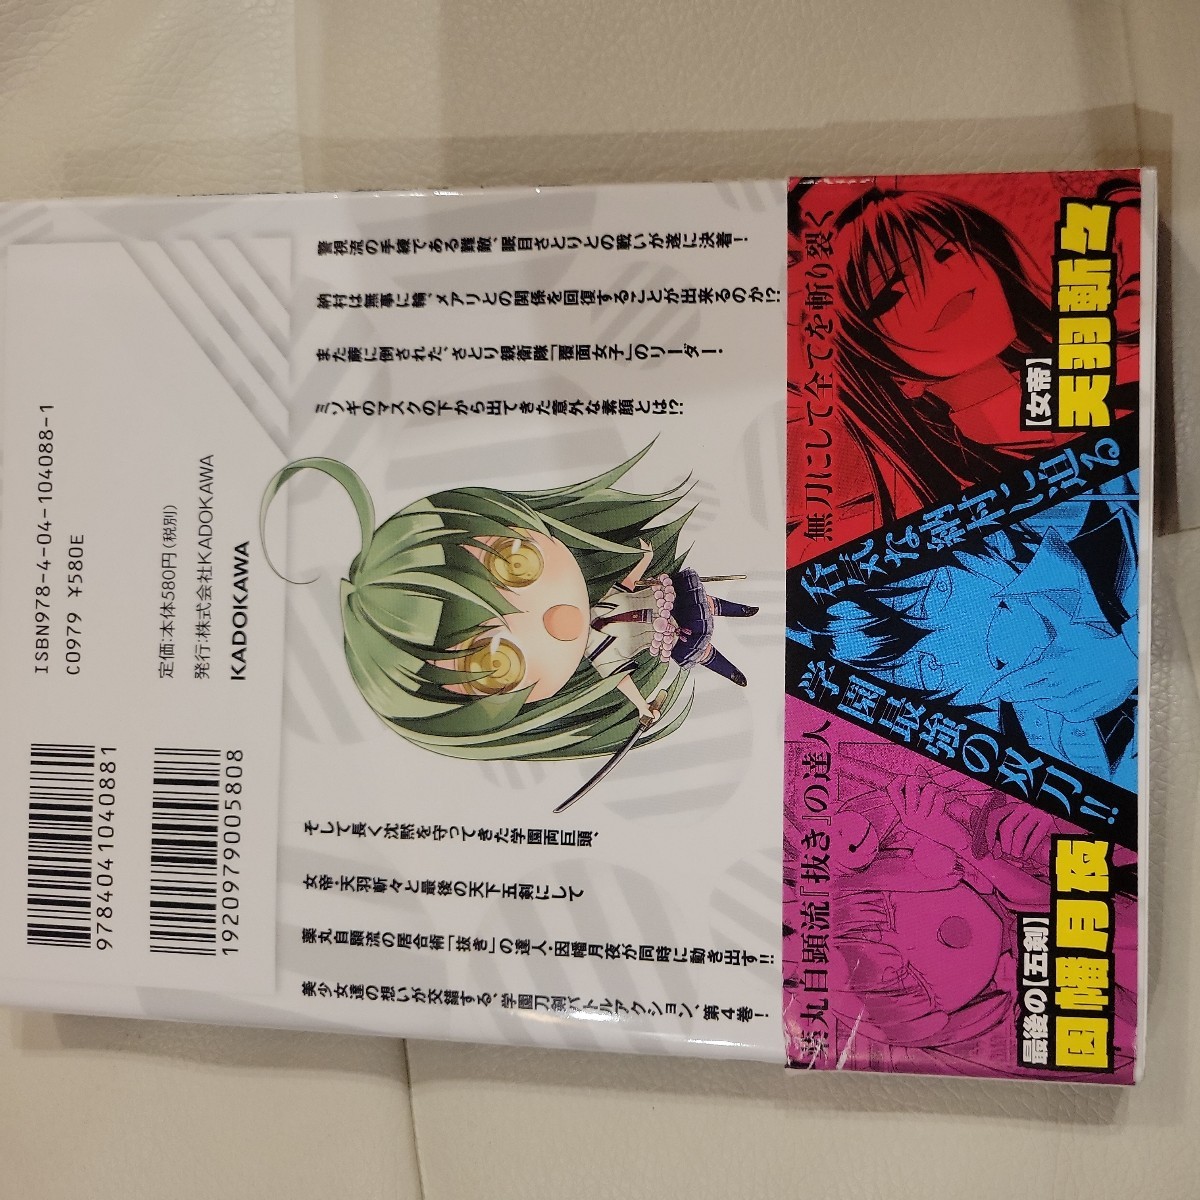 警視流の手練である難敵、眠目さとりとの戦いが遂に決着！
納村は無事に輪、メアリとの関係を回復することが出来るのか!?
また蕨に倒された、さとり親衛隊「覆面女子」のリーダー・
ミソギのマスクの下から出てきた意外な素顔とは!?
そして長く沈黙を守ってきた学園両巨頭、
女帝・天羽斬々と最後の天下五剣にして
薬丸自顕流の居合術「抜き」の達人・因幡月夜が同時に動き出す!!
美少女達の想いが交錯する、学園刀剣バトルアクション、第４巻！
ISBN978-4-04-104088-1
C0979 ¥580E
定価:本体580円(税別)
発行:株式会社KADOKAWA
KADOKAWA
9784041040881
1920979005808
無刀にして全てを斬り裂く
【女帝】
天羽斬々
呑気な納村に迫る
学園最強の双刀!!
薬丸自顕流『抜き』の達人
最後の【五剣】
因幡月夜